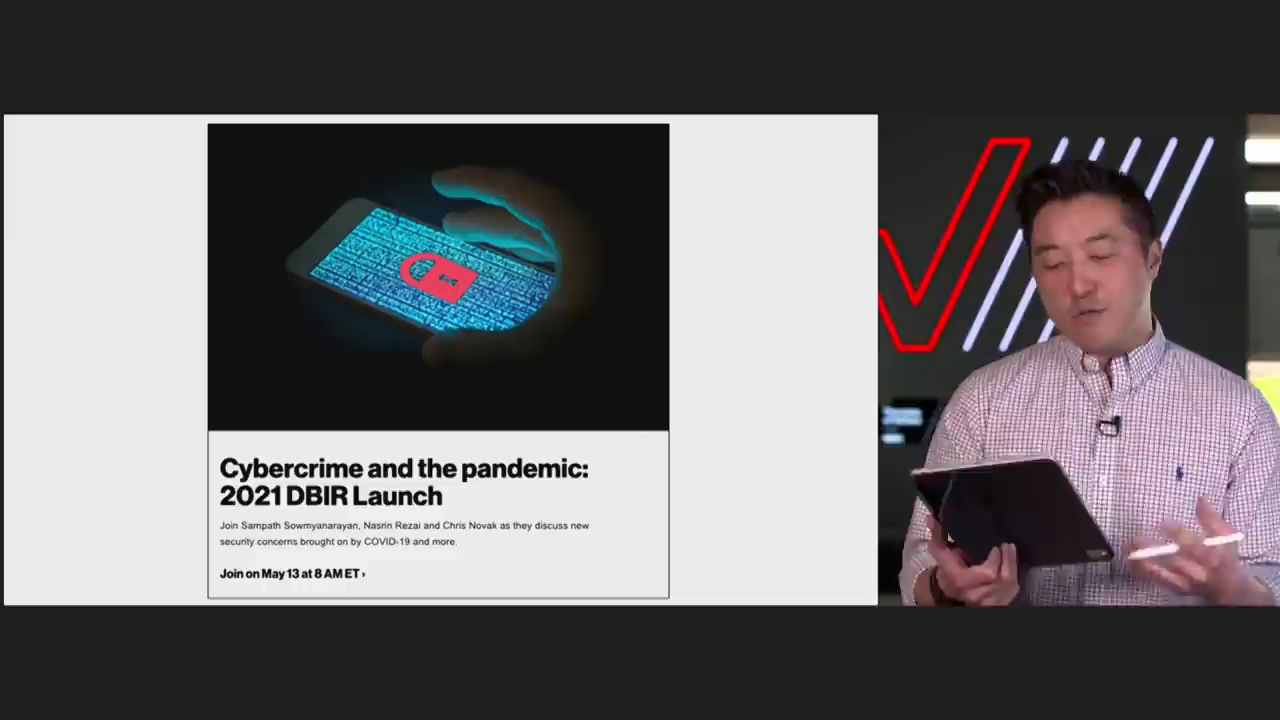 Cybercrime and the pandemic:
2021 DBIR Launch
Join Sampath Sowmyanarayan, Nasrin Rezai and Chris Novak as they discuss new
security concerns brought on by COVID-19 and more.
Join on May 13 at 8 AM ET ›